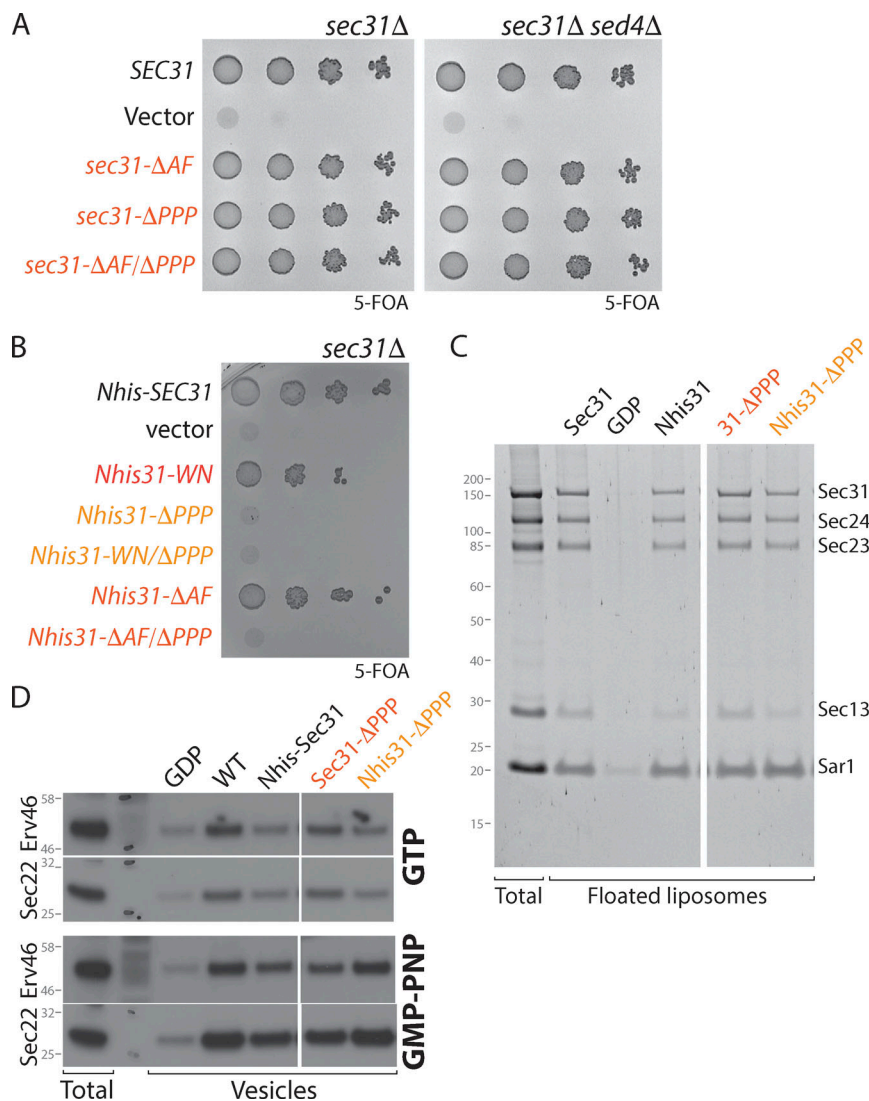 A
sec31Δ
sec31Δ sed4Δ
SEC31
Vector
sec31-ΔAF
sec31-ΔPPP
sec31-ΔAF/ΔPPP
5-FOA
5-FOA
B
sec31Δ
Nhis-SEC31
vector
Nhis31-WN
Nhis31-ΔPPP
Nhis31-WN/ΔPPP
Nhis31-ΔAF
Nhis31-ΔAF/ΔPPP
5-FOA
C
Sec31
GDP
Nhis31
31-ΔPPP
Nhis31-ΔPPP
200
150
100
85
60
50
40
30
25
20
15
Sec31
Sec24
Sec23
Sec13
Sar1
Total
Floated liposomes
D
GDP
WT
Nhis-Sec31
Sec31-ΔPPP
Nhis31-ΔPPP
Erv46
58
46
Sec22
32
25
GTP
Erv46
58
46
Sec22
32
25
GMP-PNP
Total
Vesicles